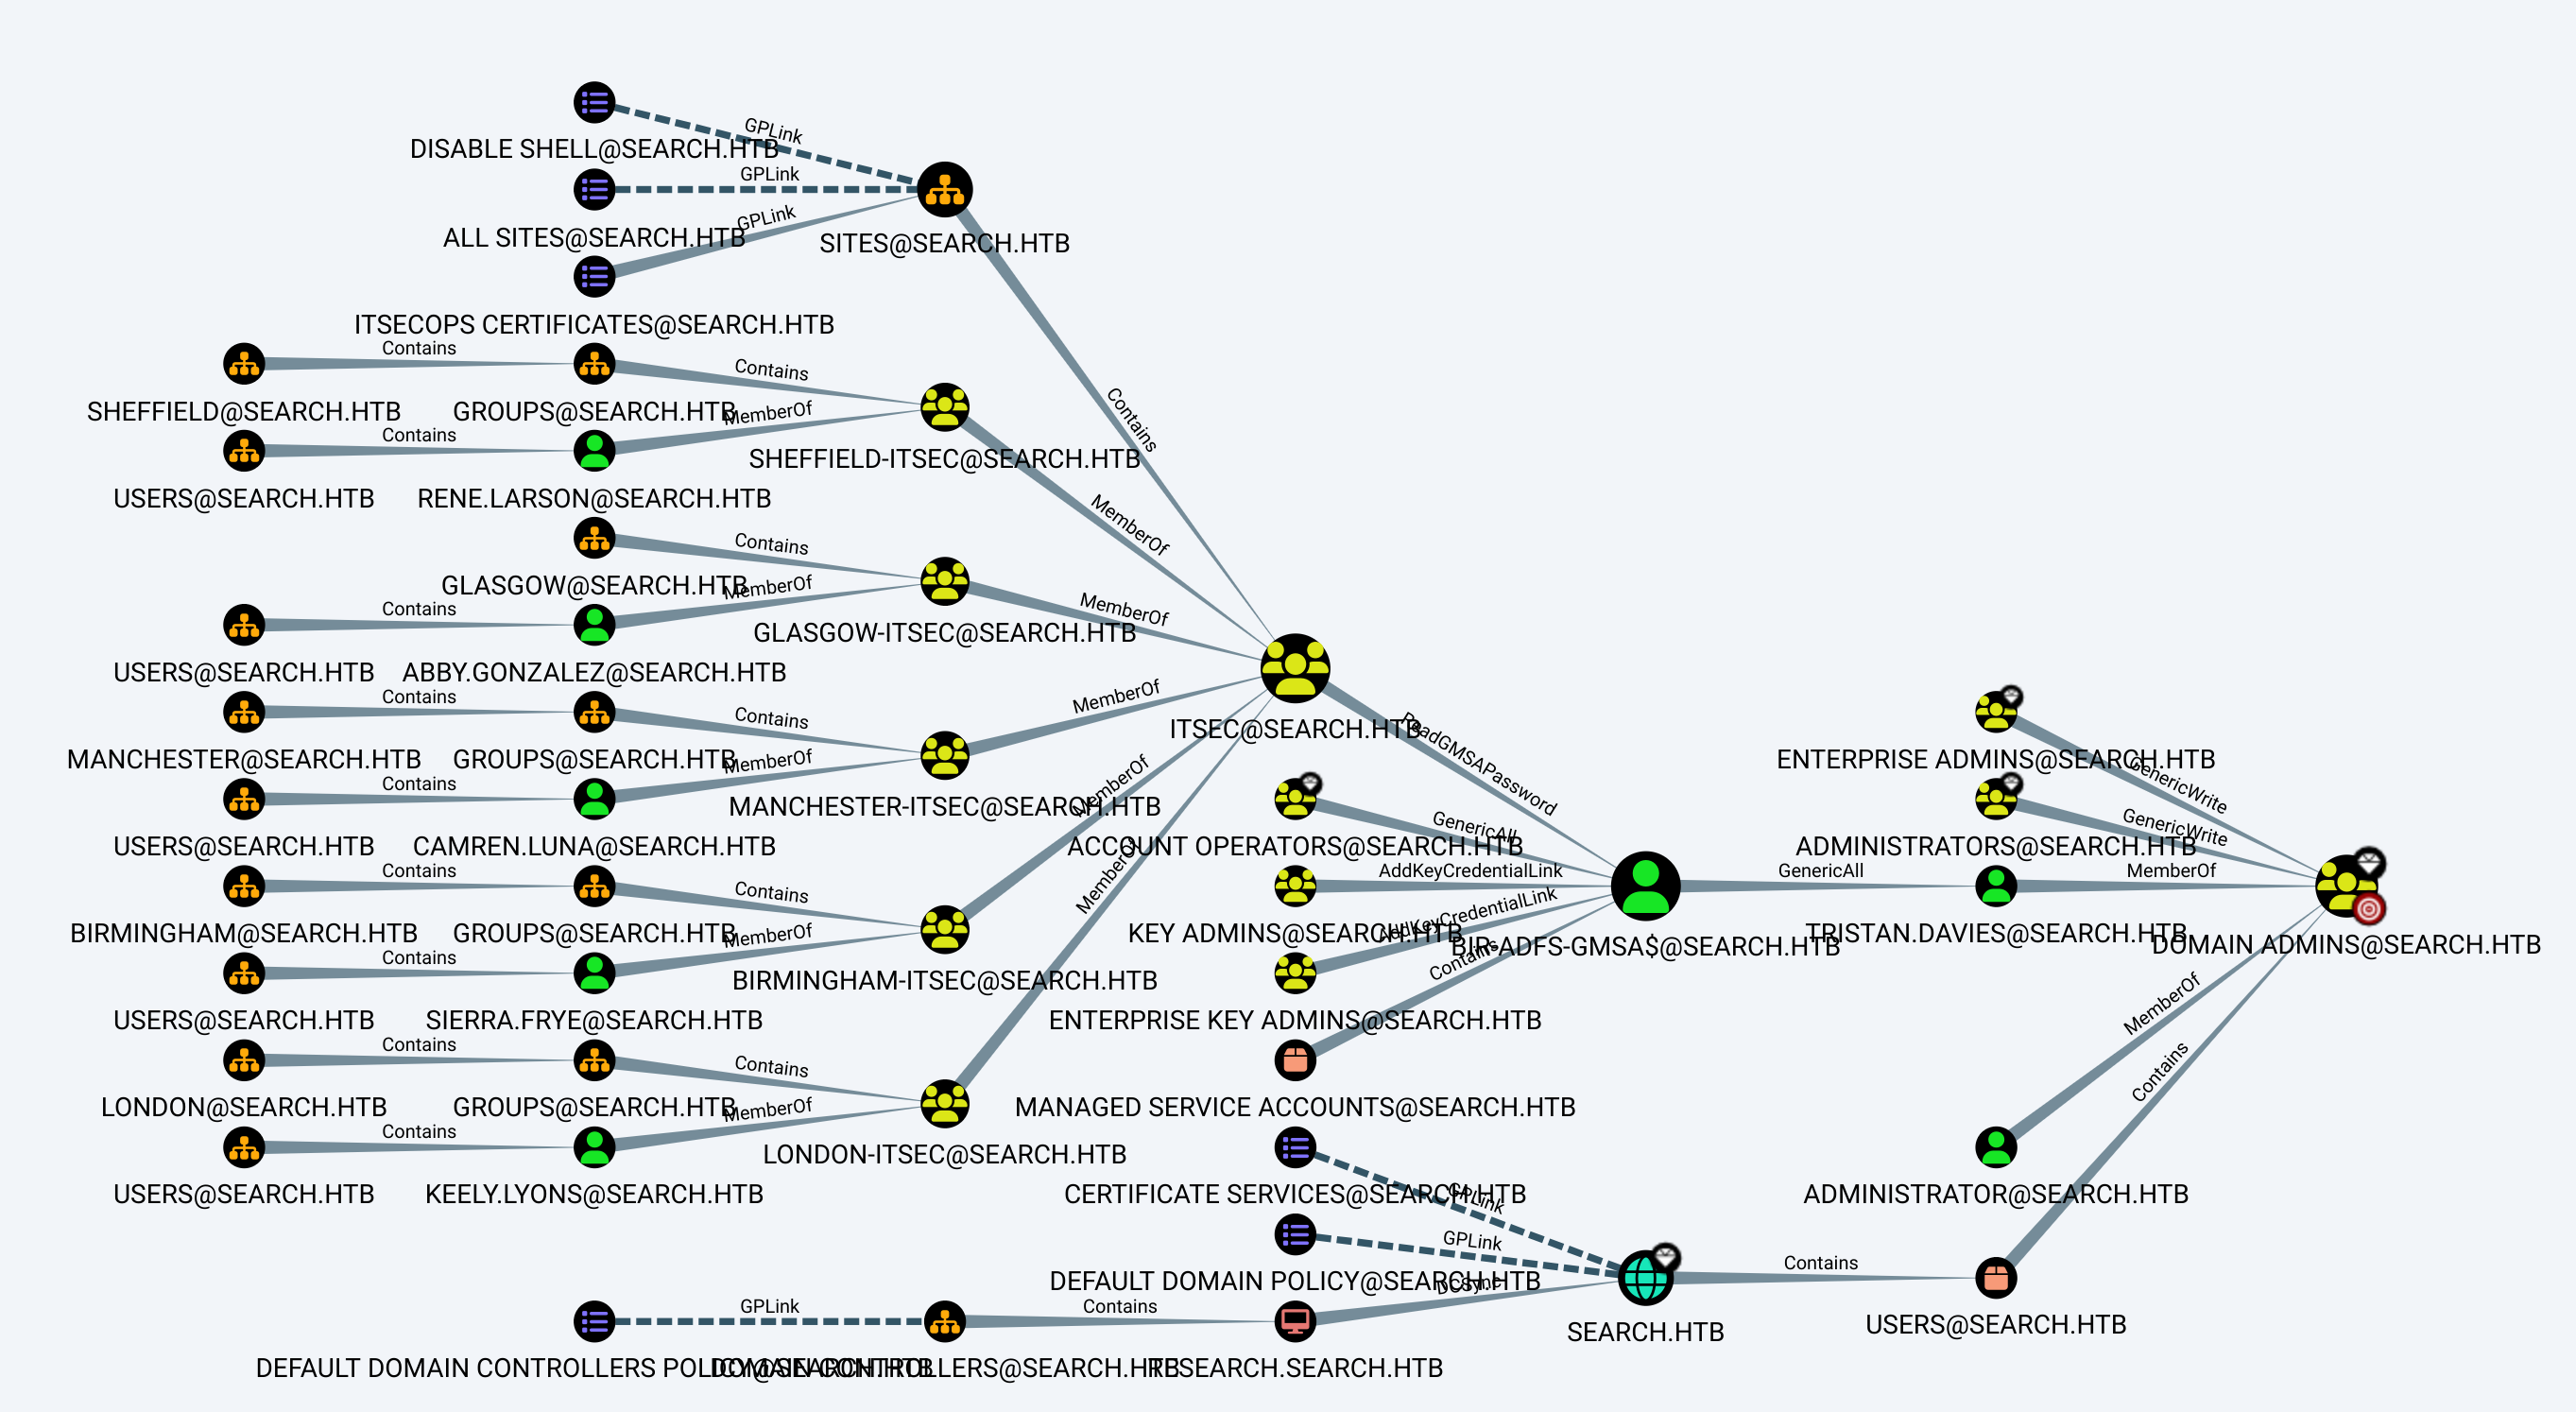 GPLink
DISABLE SHELL@SEARCH.HTB
GPLink
ALL SITES@SEARCH.HTB
GPLink
SITES@SEARCH.HTB
ITSECOPS CERTIFICATES@SEARCH.HTB
Contains
Contains
SHEFFIELD@SEARCH.HTB
GROUPS@SEARCH.HTB
MemberOf
Contains
Contains
SHEFFIELD-ITSEC@SEARCH.HTB
USERS@SEARCH.HTB
RENE.LARSON@SEARCH.HTB
MemberOf
Contains
GLASGOW@SEARCH.HTB
MemberOf
Contains
MemberOf
GLASGOW-ITSEC@SEARCH.HTB
USERS@SEARCH.HTB
ABBY.GONZALEZ@SEARCH.HTB
Contains
MemberOf
Contains
ITSEC@SEARCH.HTB
ReadGMSAPassword
MANCHESTER@SEARCH.HTB
GROUPS@SEARCH.HTB
MemberOf
ENTERPRISE ADMINS@SEARCH.HTB
GenericWrite
Contains
MemberOf
MANCHESTER-ITSEC@SEARCH.HTB
GenericAll
GenericWrite
USERS@SEARCH.HTB
CAMREN.LUNA@SEARCH.HTB
ACCOUNT OPERATORS@SEARCH.HTB
ADMINISTRATORS@SEARCH.HTB
Contains
MemberOf
AddKeyCredentialLink
GenericAll
MemberOf
Contains
AddKeyCredentialLink
BIRMINGHAM@SEARCH.HTB
GROUPS@SEARCH.HTB
MemberOf
KEY ADMINS@SEARCH.HTB
BIR-ADFS-GMSA$@SEARCH.HTB
TRISTAN.DAVIES@SEARCH.HTB
DOMAIN ADMINS@SEARCH.HTB
Contains
Contains
BIRMINGHAM-ITSEC@SEARCH.HTB
MemberOf
USERS@SEARCH.HTB
SIERRA.FRYE@SEARCH.HTB
ENTERPRISE KEY ADMINS@SEARCH.HTB
Contains
Contains
Contains
LONDON@SEARCH.HTB
GROUPS@SEARCH.HTB
MemberOf
MANAGED SERVICE ACCOUNTS@SEARCH.HTB
Contains
LONDON-ITSEC@SEARCH.HTB
USERS@SEARCH.HTB
KEELY.LYONS@SEARCH.HTB
CERTIFICATE SERVICES@SEARCH.HTB
GPLink
ADMINISTRATOR@SEARCH.HTB
GPLink
Contains
DEFAULT DOMAIN POLICY@SEARCH.HTB
DCSync
GPLink
Contains
SEARCH.HTB
USERS@SEARCH.HTB
DEFAULT DOMAIN CONTROLLERS POLICY@SEARCH.HTB
DOMAIN CONTROLLERS@SEARCH.HTB
RESEARCH.SEARCH.HTB